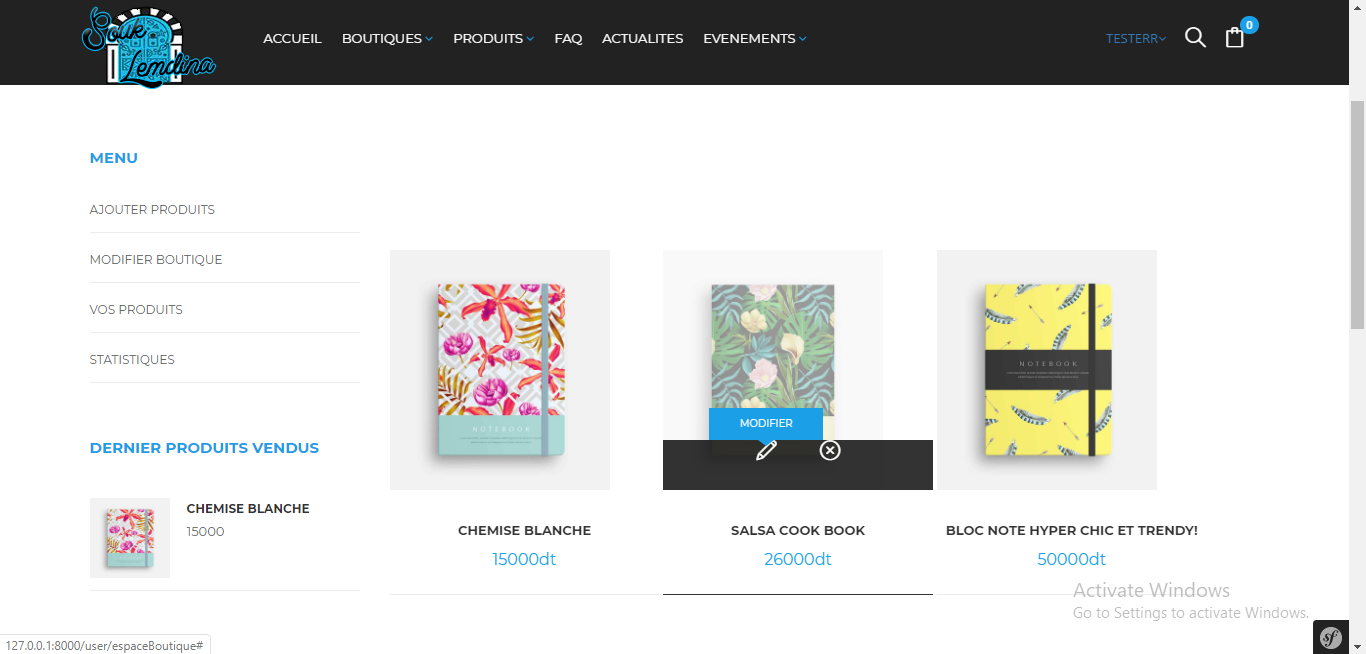 Souk
Lemdina
ACCUEIL BOUTIQUES PRODUITS FAQ ACTUALITES EVENEMENTS TESTERR 0
MENU
AJOUTER PRODUITS
MODIFIER BOUTIQUE
VOS PRODUITS
STATISTIQUES
DERNIER PRODUITS VENDUS
CHEMISE BLANCHE
15000
NOTEBOOK
MODIFIER
NOTEBOOK
CHEMISE BLANCHE
15000dt
SALSA COOK BOOK
26000dt
BLOC NOTE HYPER CHIC ET TRENDY!
50000dt
Activate Windows
Go to Settings to activate Windows.
127.0.0.1:8000/user/espaceBoutique#
sf